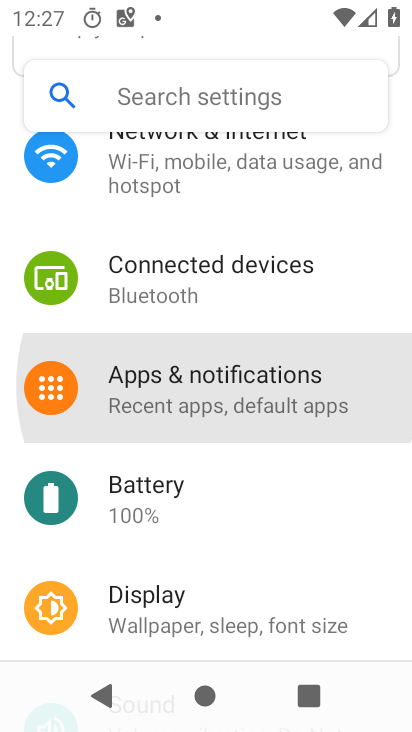 12:27
Search settings
Network & internet
Wi-Fi, mobile, data usage, and
hotspot
Connected devices
Bluetooth
Apps & notifications
Recent apps, default apps
Battery
100%
Display
Wallpaper, sleep, font size
Sound